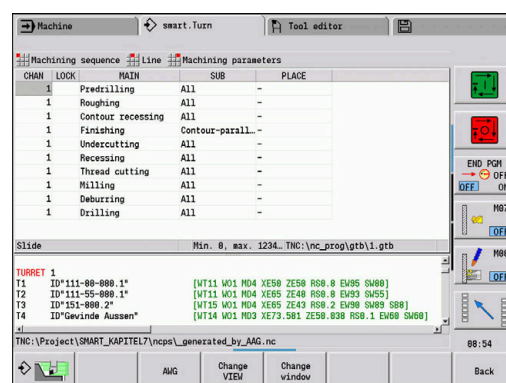 Machine smart.Turn Tool editor
Machining sequence Line Machining parameters
CHAN LOCK MAIN SUB PLACE
1 Predrilling All -
1 Roughing All -
1 Contour recessing All -
1 Finishing Contour-parall… -
1 Undercutting All -
1 Recessing All -
1 Thread cutting All -
1 Milling All -
1 Deburring All -
1 Drilling All -
END PGM
OFF
OFF ON
M07
OFF
M08
OFF
Slide Min. 0, max. 1234… TNC:\nc_prog\gtb\1.gtb
TURRET 1
T1 ID"111-80-080.1" [WT11 WO1 MD4 XE50 ZE50 RS0.8 EW95 SW80]
T2 ID"111-55-080.1" [WT11 WO1 MD4 XE65 ZE40 RS0.8 EW93 SW55]
T3 ID"151-800.2" [WT11 WO1 MD4 XE65 ZE43 RS0.2 EW90 SW89 SB8]
T4 ID"Gewinde Aussen" [WT14 WO1 MD3 XE73.581 ZE50.838 RS0.1 EW60 SW60]
TNC:\Project\SMART_KAPITEL7\ncps\_generated_by_AAG.nc
08:54
AWG
Change VIEW
Change window
Back